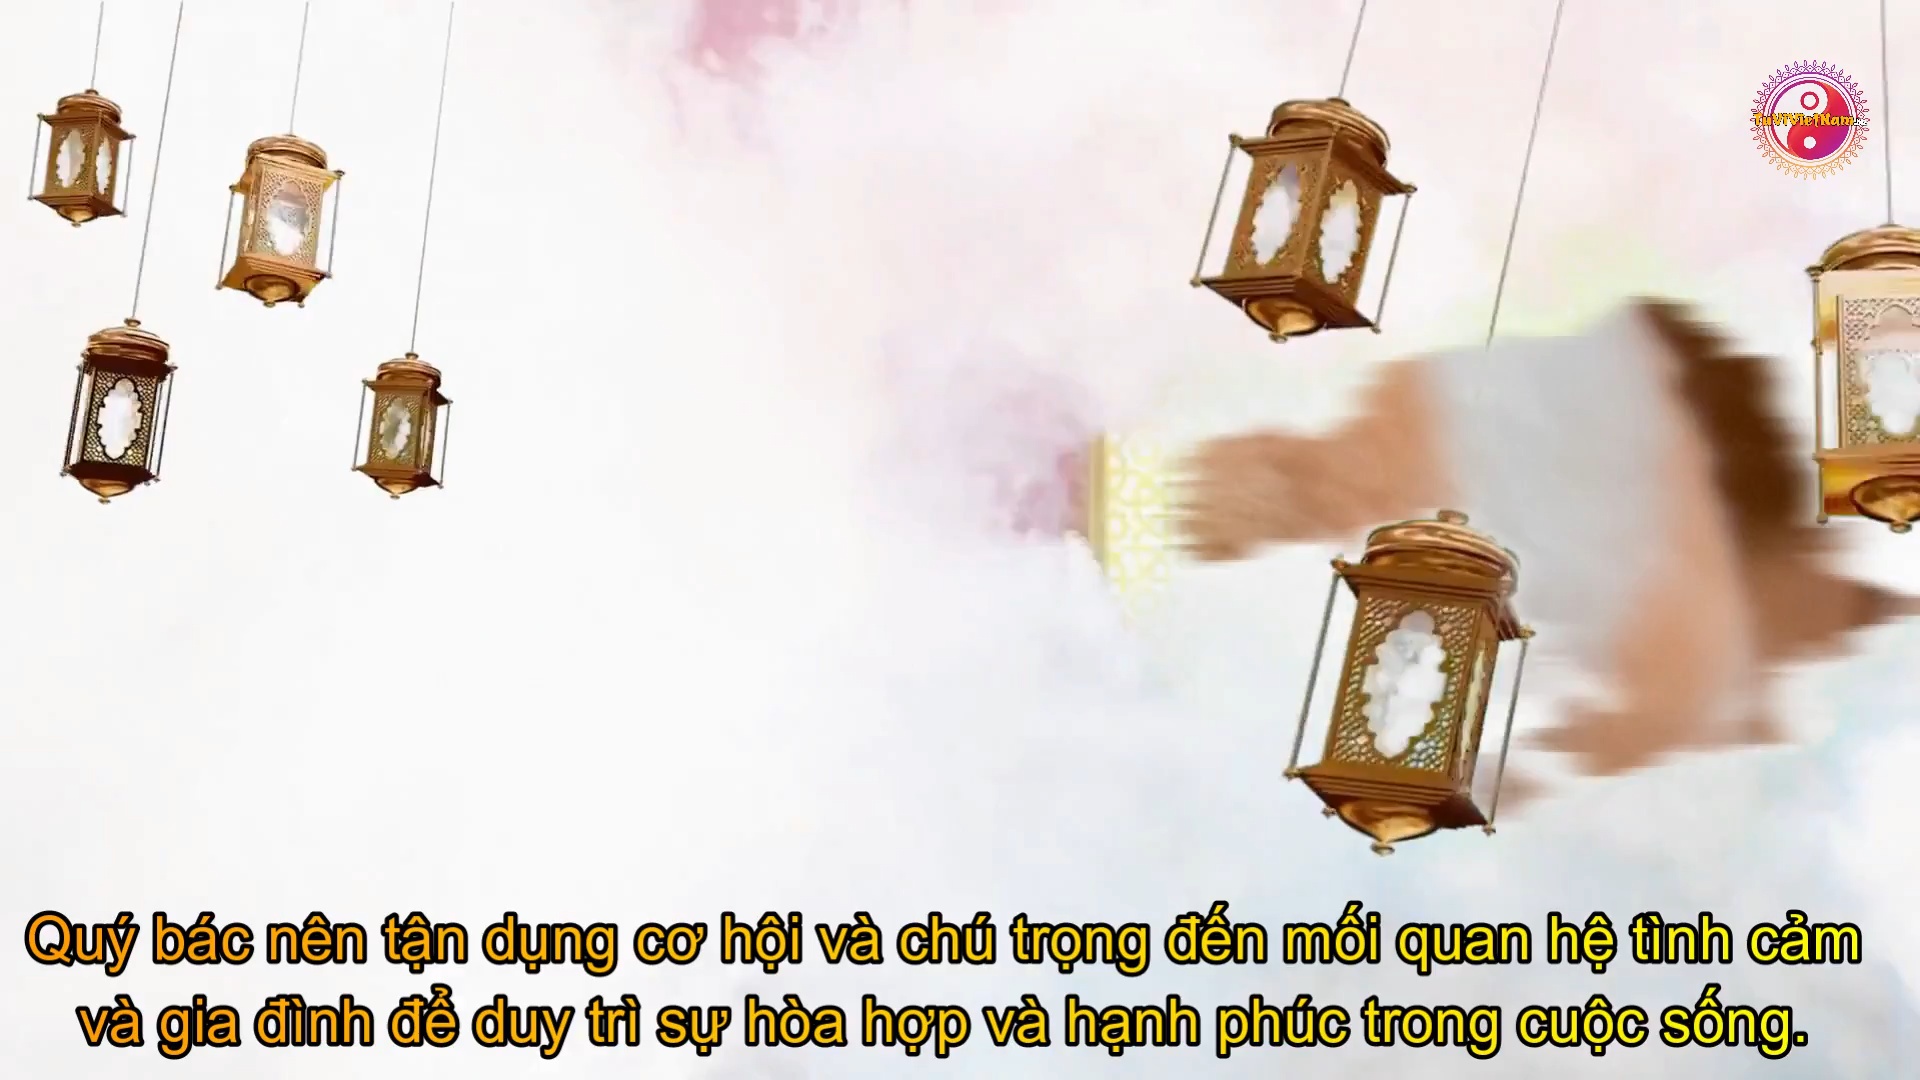 TuViVietNam
Quý bác nên tận dụng cơ hội và chú trọng đến mối quan hệ tình cảm
và gia đình để duy trì sự hòa hợp và hạnh phúc trong cuộc sống.